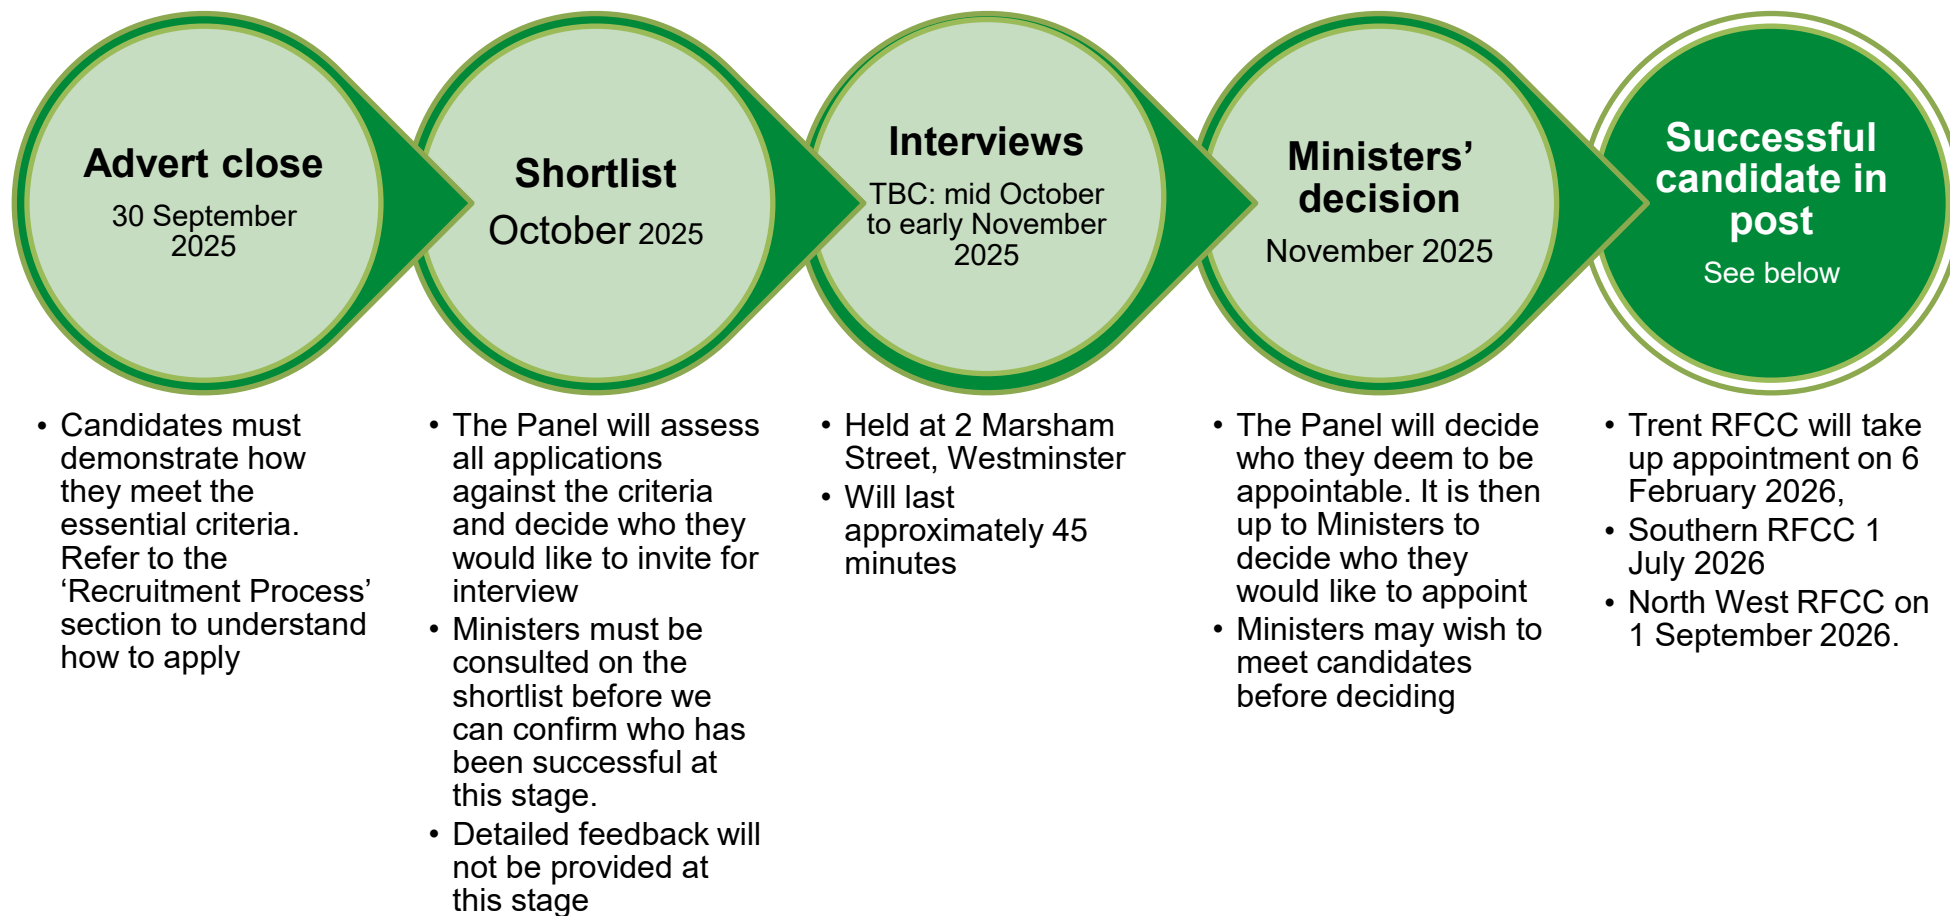 Advert close
30 September
2025
Shortlist
October 2025
Interviews
TBC: mid October
to early November
2025
Ministers’
decision
November 2025
Successful
candidate in
post
See below
• Candidates must
demonstrate how
they meet the
essential criteria.
Refer to the
‘Recruitment Process’
section to understand
how to apply
• The Panel will assess
all applications
against the criteria
and decide who they
would like to invite for
interview
• Ministers must be
consulted on the
shortlist before we
can confirm who has
been successful at
this stage.
• Detailed feedback will
not be provided at
this stage
• Held at 2 Marsham
Street, Westminster
• Will last
approximately 45
minutes
• The Panel will decide
who they deem to be
appointable. It is then
up to Ministers to
decide who they
would like to appoint
• Ministers may wish to
meet candidates
before deciding
• Trent RFCC will take
up appointment on 6
February 2026,
• Southern RFCC 1
July 2026
• North West RFCC on
1 September 2026.